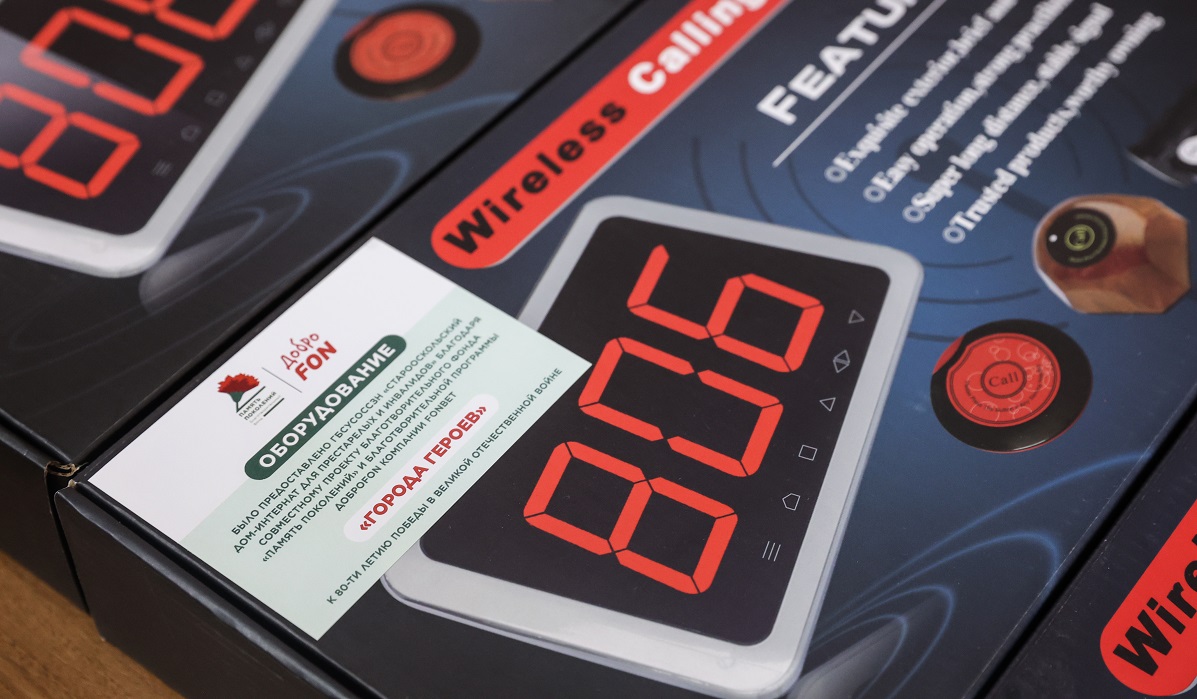 Wireless Calling
FEATU
Exquisite exterior, brief and
Easy operation, strong practibility
Super long distance, stable signal
Trusted products, worthy owning
806
Call
ПАМЯТЬ
ПОКОЛЕНИЙ
Добро
FON
ОБОРУДОВАНИЕ
БЫЛО ПРЕДОСТАВЛЕНО ГБСУСОССЗН «СТАРООСКОЛЬСКИЙ
ДОМ-ИНТЕРНАТ ДЛЯ ПРЕСТАРЕЛЫХ И ИНВАЛИДОВ» БЛАГОДАРЯ
СОВМЕСТНОМУ ПРОЕКТУ БЛАГОТВОРИТЕЛЬНОГО ФОНДА
«ПАМЯТЬ ПОКОЛЕНИЙ» И БЛАГОТВОРИТЕЛЬНОЙ ПРОГРАММЫ
ДОБРОFON КОМПАНИИ FONBET
«ГОРОДА ГЕРОЕВ»
К 80-ТИ ЛЕТИЮ ПОБЕДЫ В ВЕЛИКОЙ ОТЕЧЕСТВЕННОЙ ВОЙНЕ
Wire